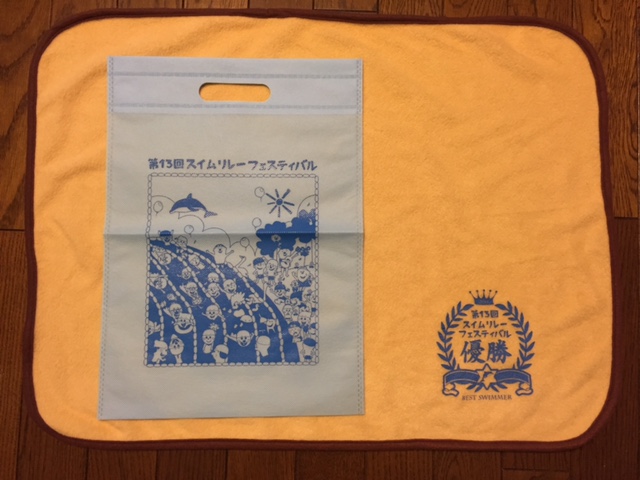 第13回スイムリレーフェスティバル
第13回
スイムリレー
フェスティバル
優勝
BEST SWIMMER